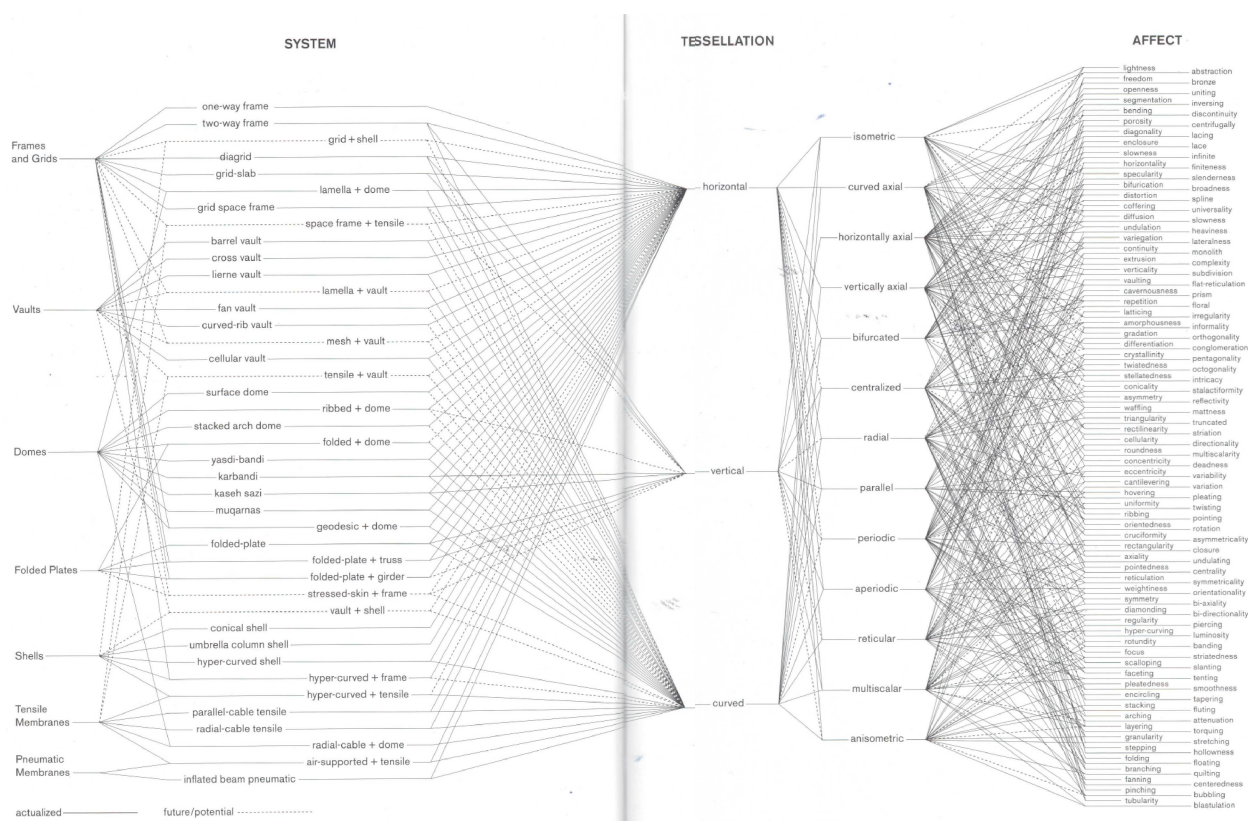 SYSTEM
TESSELLATION
AFFECT
Frames
and Grids
Vaults
Domes
Folded Plates
Shells
Tensile
Membranes
Pneumatic
Membranes
one-way frame
two-way frame
grid + shell
diagrid
grid-slab
lamella + dome
grid space frame
space frame + tensile
barrel vault
cross vault
lierne vault
lamella + vault
fan vault
curved-rib vault
mesh + vault
cellular vault
tensile + vault
surface dome
ribbed + dome
stacked arch dome
folded + dome
yasdi-bandi
karbandi
kaseh sazi
muqarnas
geodesic + dome
folded-plate
folded-plate + truss
folded-plate + girder
stressed-skin + frame
vault + shell
conical shell
umbrella column shell
hyper-curved shell
hyper-curved + frame
hyper-curved + tensile
parallel-cable tensile
radial-cable tensile
radial-cable + dome
air-supported + tensile
inflated beam pneumatic
horizontal
vertical
curved
isometric
curved axial
horizontally axial
vertically axial
bifurcated
centralized
radial
parallel
periodic
aperiodic
reticular
multiscalar
anisometric
lightness
freedom
openness
segmentation
bending
porosity
diagonality
enclosure
slowness
horizontality
specularity
bifurcation
distortion
coffering
diffusion
undulation
variegation
continuity
extrusion
verticality
vaulting
cavernousness
repetition
latticing
amorphousness
gradation
differentiation
crystallinity
twistedness
stellatedness
conicality
asymmetry
waffling
triangularity
rectilinearity
cellularity
roundness
concentricity
eccentricity
cantilevering
hovering
uniformity
ribbing
orientedness
cruciformity
rectangularity
axiality
pointedness
reticulation
weightiness
symmetry
diamonding
regularity
hyper-curving
rotundity
focus
scalloping
faceting
pleatedness
encircling
stacking
arching
layering
granularity
stepping
folding
branching
fanning
pinching
tubularity
abstraction
bronze
uniting
inversing
discontinuity
centrifugally
lacing
lace
infinite
finiteness
slenderness
broadness
spline
universality
slowness
heaviness
lateralness
monolith
complexity
subdivision
flat-reticulation
prism
floral
irregularity
informality
orthogonality
conglomeration
pentagonality
octogonality
intricacy
stalactiformity
reflectivity
mattness
truncated
striation
directionality
multiscalarity
deadness
variability
variation
pleating
twisting
pointing
rotation
asymmetricality
closure
undulating
centrality
symmetricality
orientationality
bi-axiality
bi-directionality
piercing
luminosity
banding
striatedness
slanting
tenting
smoothness
tapering
fluting
attenuation
torquing
stretching
hollowness
floating
quilting
centeredness
bubbling
blastulation
actualized
future/potential